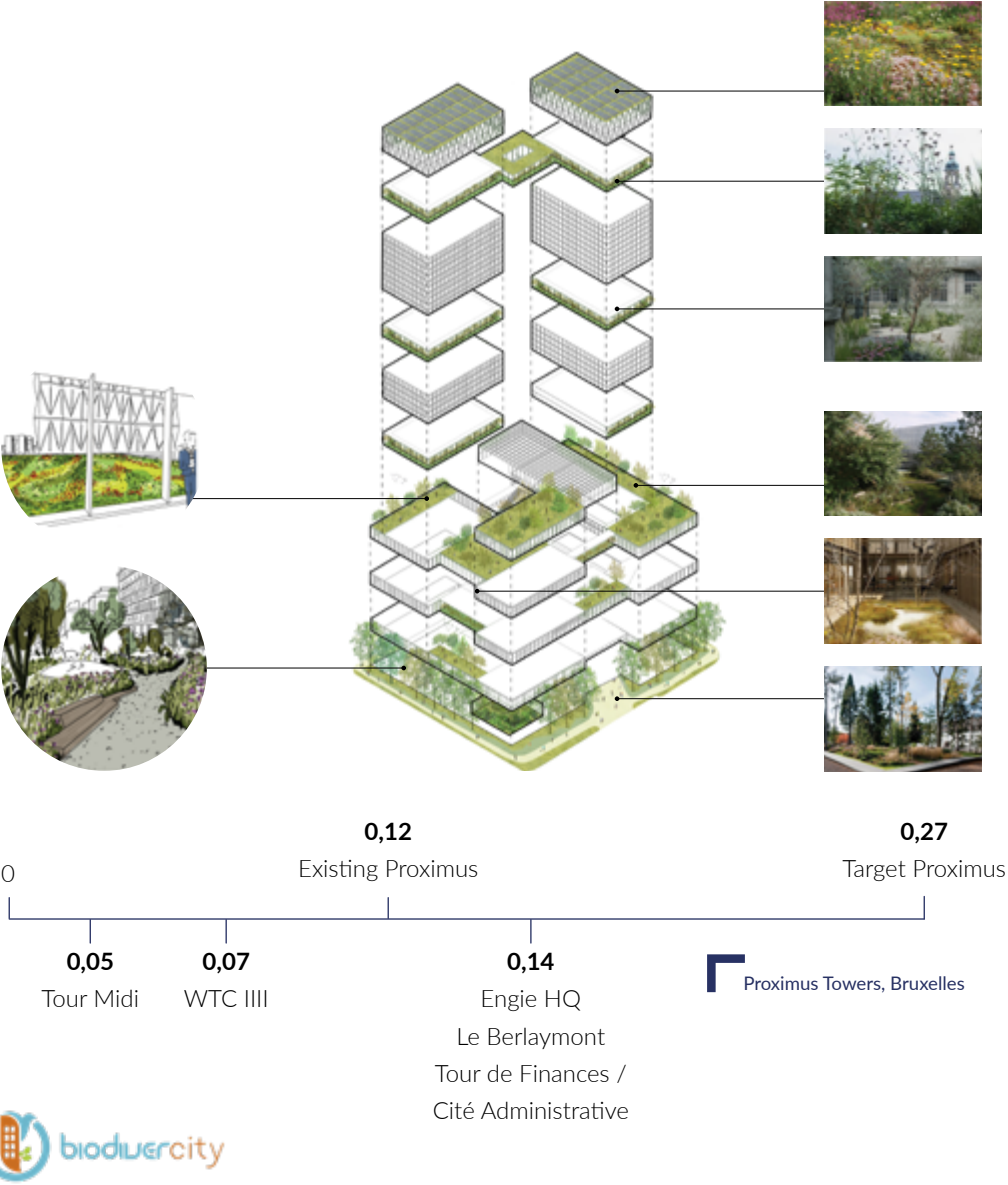 0,12
0,27
Existing Proximus
Target Proximus
0
0,05
0,07
0,14
Tour Midi
WTC IIII
Engie HQ
Le Berlaymont
Tour de Finances /
Cité Administrative
Proximus Towers, Bruxelles
biodivercity